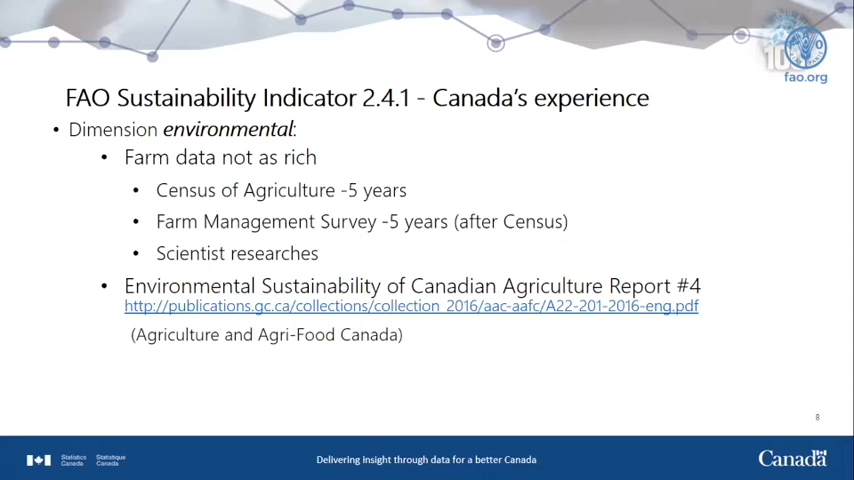 FAO
100
fao.org
FAO Sustainability Indicator 2.4.1 - Canada's experience
• Dimension environmental:
• Farm data not as rich
• Census of Agriculture -5 years
• Farm Management Survey -5 years (after Census)
• Scientist researches
• Environmental Sustainability of Canadian Agriculture Report #4
http://publications.gc.ca/collections/collection_2016/aac-aafc/A22-201-2016-eng.pdf
(Agriculture and Agri-Food Canada)
8
Statistics Canada
Statistique Canada
Delivering insight through data for a better Canada
Canada